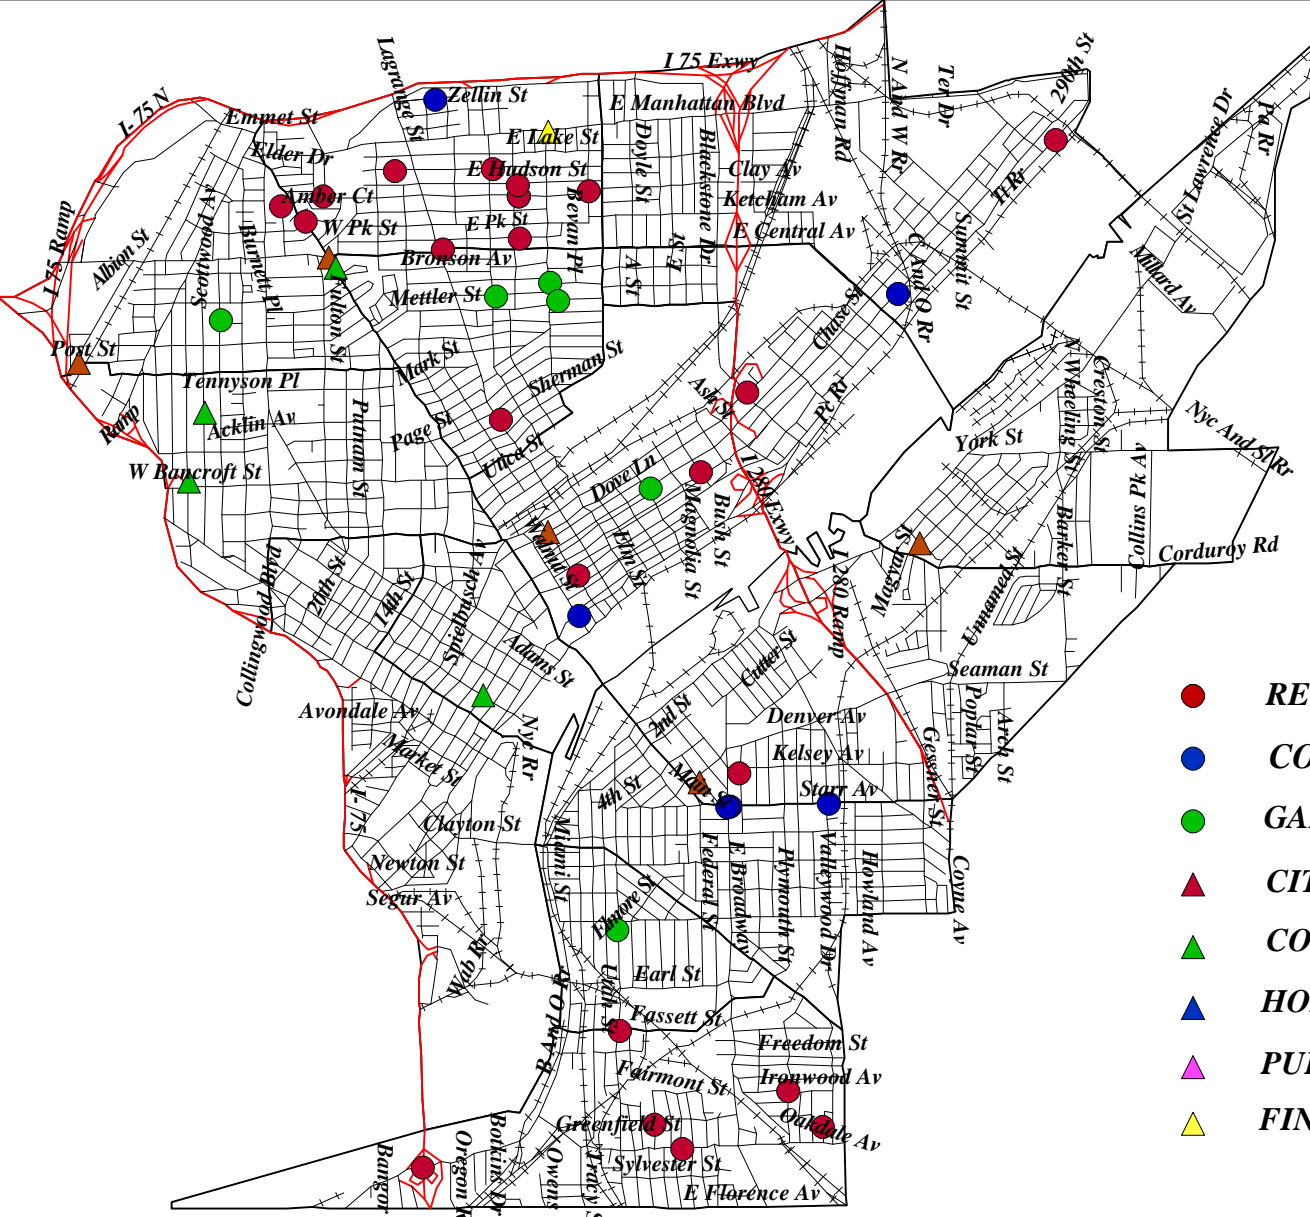 I 75 Exwy
Lagrange St
Hoffman Rd
N And W Rr
Ter Dr
290th St
I-75 N
Zellin St
E Manhattan Blvd
St Lawrence Dr
Pa Rr
Emmet St
E Lake St
Doyle St
Blackstone Dr
Elder Dr
E Hudson St
Clay Av
Amber Ct
Bevan Pl
Ketcham Av
Tt Rr
I 75 Ramp
Albion St
Scottwood Av
Burnett Pl
W Pk St
E Pk St
E Central Av
Summit St
C And O Rr
Bronson Av
A St
E St
Millard Av
Fulton St
Mettler St
Chase St
Post St
Mark St
Sherman St
N Wheeling St
Creston St
Tennyson Pl
Ash St
Pc Rr
Ramp
Acklin Av
Putnam St
Page St
Utica St
York St
Nyc And Sl Rr
W Bancroft St
Dove Ln
Magnolia St
Bush St
I 280 Exwy
Barker St
Collins Pk Av
Walnut St
Elm St
Magyar St
Corduroy Rd
Collingwood Blvd
20th St
14th St
Spielbusch Av
I 280 Ramp
Unnamed St
Adams St
Cutter St
Seaman St
Avondale Av
2nd St
Denver Av
Poplar St
Arch St
Market St
Nyc Rr
Kelsey Av
Gessner St
I-75
4th St
Main St
Starr Av
Clayton St
Miami St
Federal St
E Broadway
Plymouth St
Valleywood Dr
Howland Av
Coyne Av
Newton St
Segur Av
Elmore St
Wab Rr
Earl St
Utah St
B And O Rr
Fassett St
Freedom St
Fairmont St
Ironwood Av
Greenfield St
Oakdale Av
Bangor
Oregon R
Botkins Dr
Owens
Tracy S
Sylvester St
E Florence Av
RE
CO
GA
CIT
CO
HO
PU
FIN